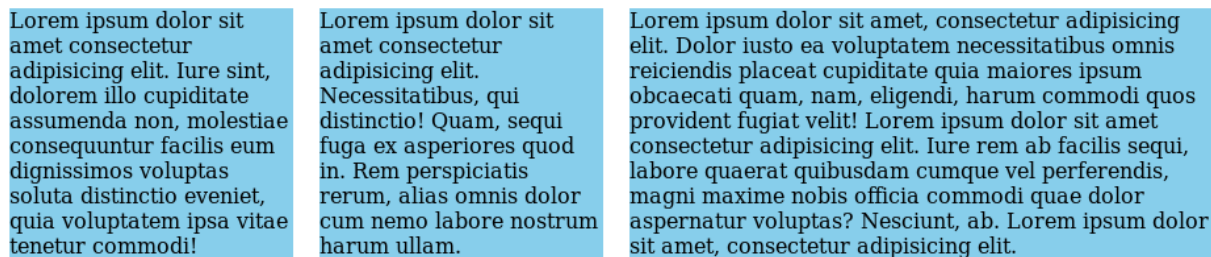 Lorem ipsum dolor sit
amet consectetur
adipisicing elit. Iure sint,
dolorem illo cupiditate
assumenda non, molestiae
consequuntur facilis eum
dignissimos voluptas
soluta distinctio eveniet,
quia voluptatem ipsa vitae
tenetur commodi!
Lorem ipsum dolor sit
amet consectetur
adipisicing elit.
Necessitatibus, qui
distinctio! Quam, sequi
fuga ex asperiores quod
in. Rem perspiciatis
rerum, alias omnis dolor
cum nemo labore nostrum
harum ullam.
Lorem ipsum dolor sit amet, consectetur adipisicing
elit. Dolor iusto ea voluptatem necessitatibus omnis
reiciendis placeat cupiditate quia maiores ipsum
obcaecati quam, nam, eligendi, harum commodi quos
provident fugiat velit! Lorem ipsum dolor sit amet
consectetur adipisicing elit. Iure rem ab facilis sequi,
labore quaerat quibusdam cumque vel perferendis,
magni maxime nobis officia commodi quae dolor
aspernatur voluptas? Nesciunt, ab. Lorem ipsum dolor
sit amet, consectetur adipisicing elit.